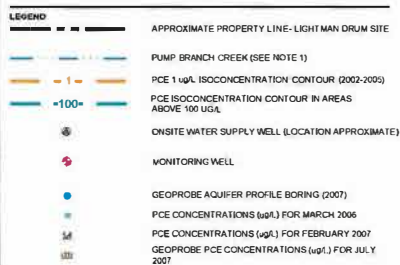 LEGEND
APPROXIMATE PROPERTY LINE- LIGHTMAN DRUM SITE
PUMP BRANCH CREEK (SEE NOTE 1)
1
PCE 1 ug/L ISOCONCENTRATION CONTOUR (2002-2005)
100
PCE ISOCONCENTRATION CONTOUR IN AREAS
ABOVE 100 UG/L
ONSITE WATER SUPPLY WELL (LOCATION APPROXIMATE)
MONITORING WELL
GEOPROBE AQUIFER PROFILE BORING (2007)
PCE CONCENTRATIONS (ug/L) FOR MARCH 2006
PCE CONCENTRATIONS (ug/L) FOR FEBRUARY 2007
GEOPROBE PCE CONCENTRATIONS (ug/L) FOR JULY
2007